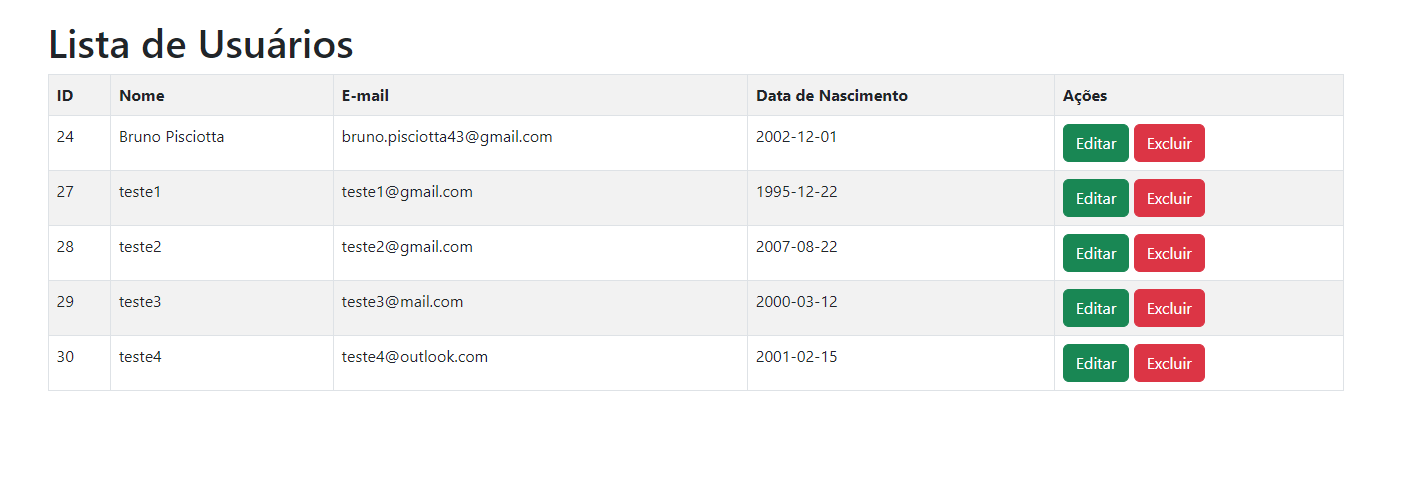 Lista de Usuários
ID Nome E-mail Data de Nascimento Ações
24 Bruno Pisciotta bruno.pisciotta43@gmail.com 2002-12-01 Editar Excluir
27 teste1 teste1@gmail.com 1995-12-22 Editar Excluir
28 teste2 teste2@gmail.com 2007-08-22 Editar Excluir
29 teste3 teste3@mail.com 2000-03-12 Editar Excluir
30 teste4 teste4@outlook.com 2001-02-15 Editar Excluir